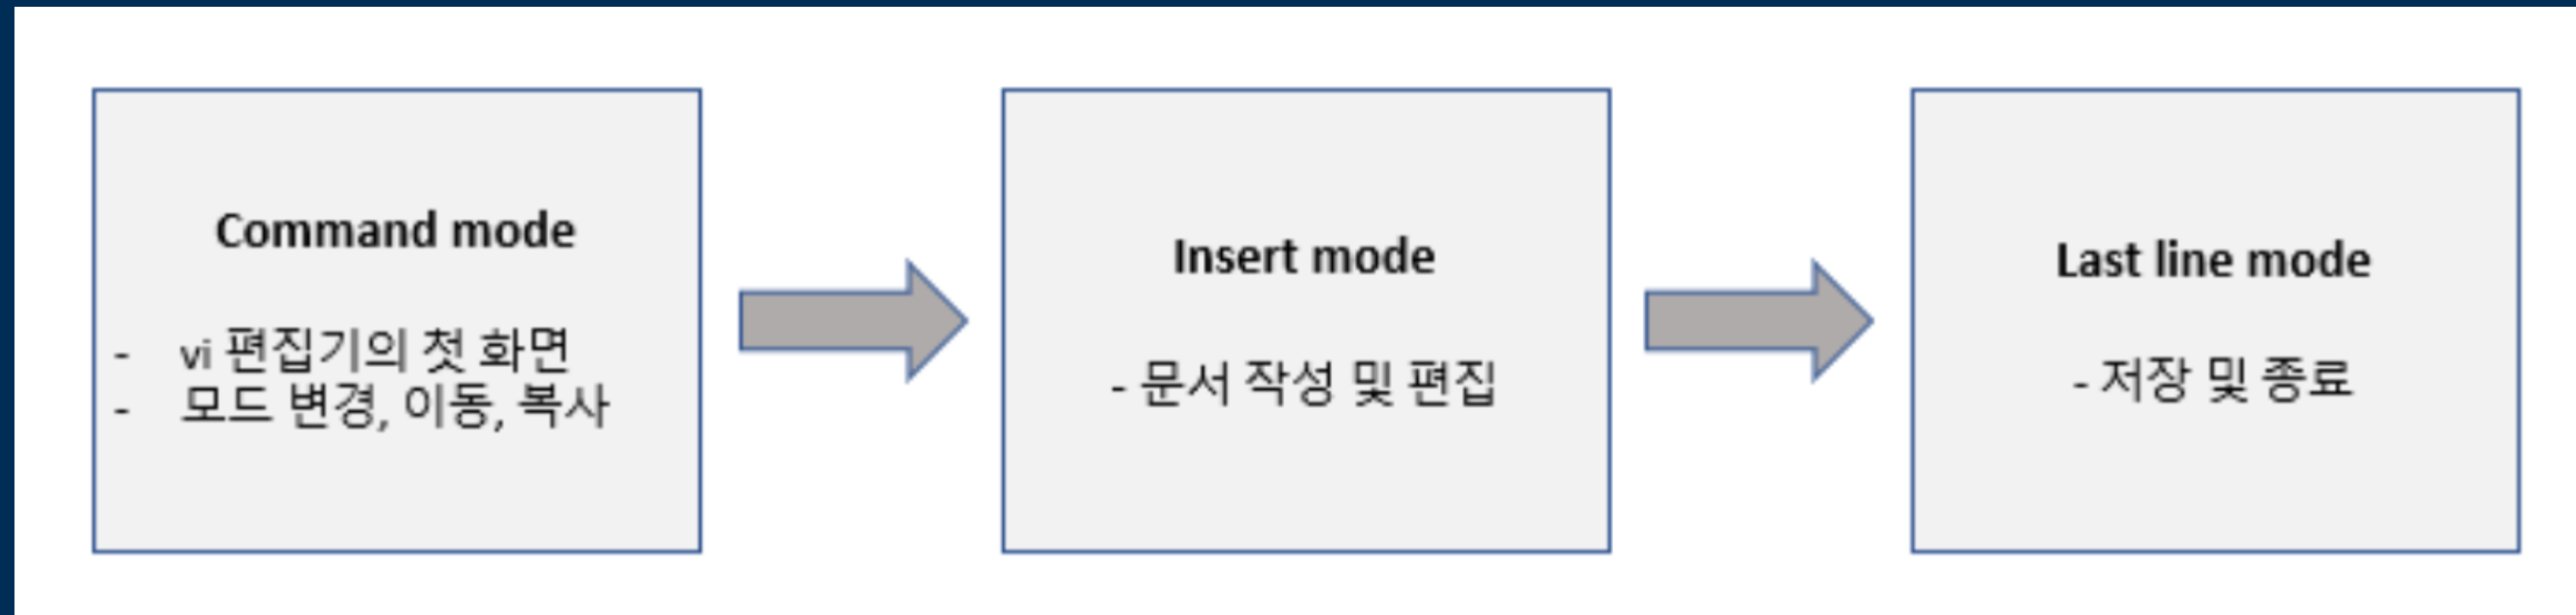 Command mode
- vi 편집기의 첫 화면
- 모드 변경, 이동, 복사
Insert mode
- 문서 작성 및 편집
Last line mode
- 저장 및 종료